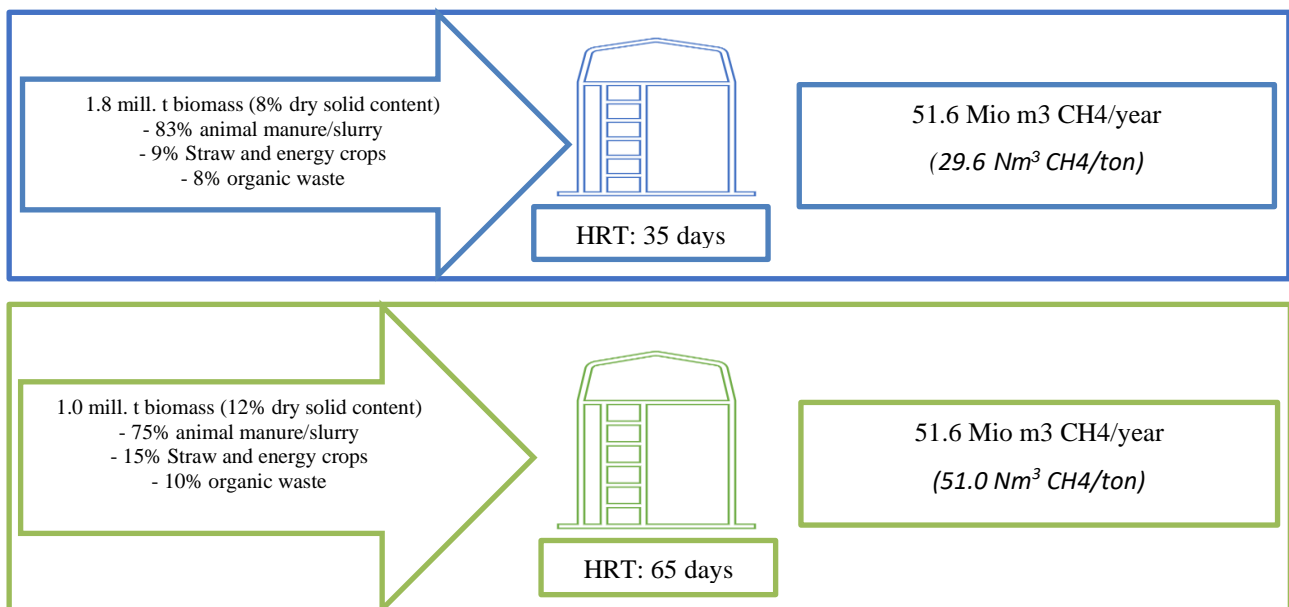 1.8 mill. t biomass (8% dry solid content)
- 83% animal manure/slurry
- 9% Straw and energy crops
- 8% organic waste
HRT: 35 days
51.6 Mio m3 CH4/year
(29.6 Nm³ CH4/ton)
1.0 mill. t biomass (12% dry solid content)
- 75% animal manure/slurry
- 15% Straw and energy crops
- 10% organic waste
HRT: 65 days
51.6 Mio m3 CH4/year
(51.0 Nm³ CH4/ton)